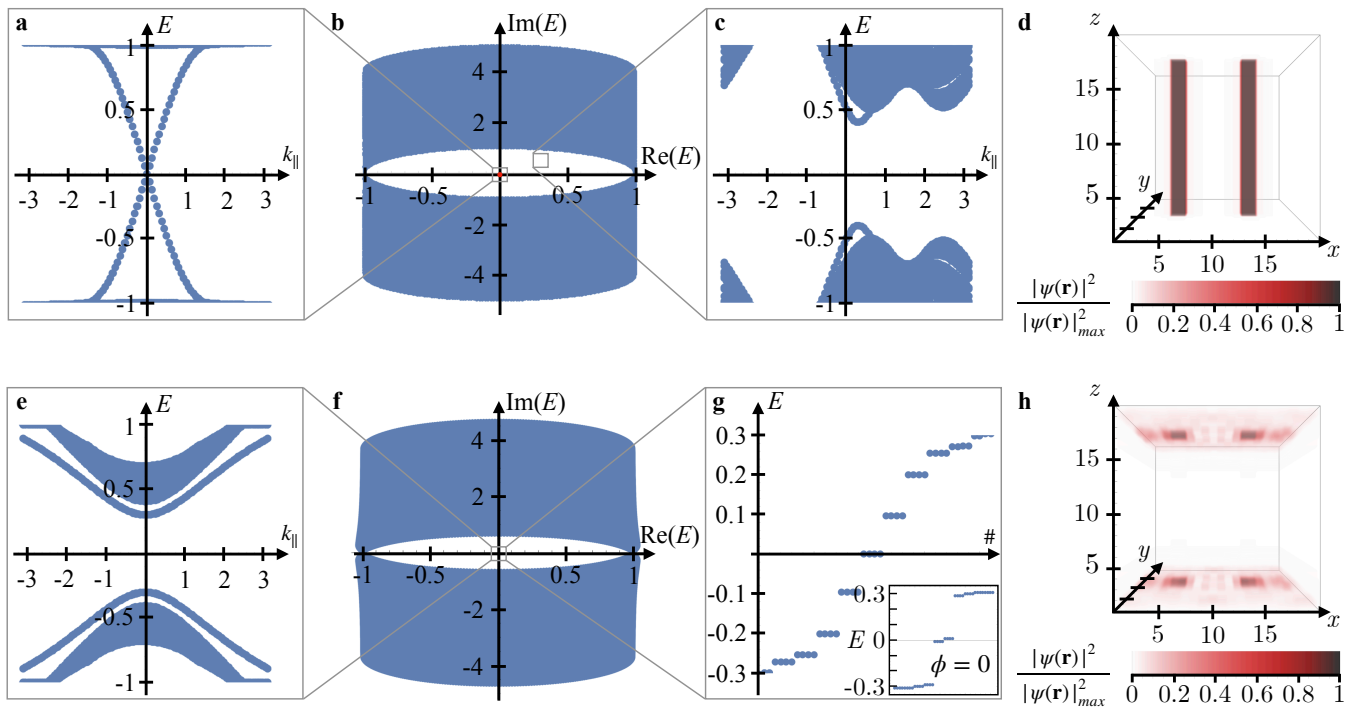 a
E
1
0.5
-0.5
-1
-3 -2 -1 1 2 3
k∥
b
Im(E)
4
2
-2
-4
Re(E)
-1 -0.5 0.5 1
c
E
1
0.5
-0.5
-1
-3 -2 -1 0 1 2 3
k∥
d
z
15
10
5
y
5 10 15
x
|ψ(r)|²
|ψ(r)|²max
0 0.2 0.4 0.6 0.8 1
e
E
1
0.5
-0.5
-1
-3 -2 -1 1 2 3
k∥
f
Im(E)
4
2
-2
-4
Re(E)
-1 -0.5 0.5 1
g
E
0.3
0.2
0.1
-0.1
-0.2
-0.3
#
0.3
E 0
ϕ = 0
-0.3
h
z
15
10
5
y
5 10 15
x
|ψ(r)|²
|ψ(r)|²max
0 0.2 0.4 0.6 0.8 1